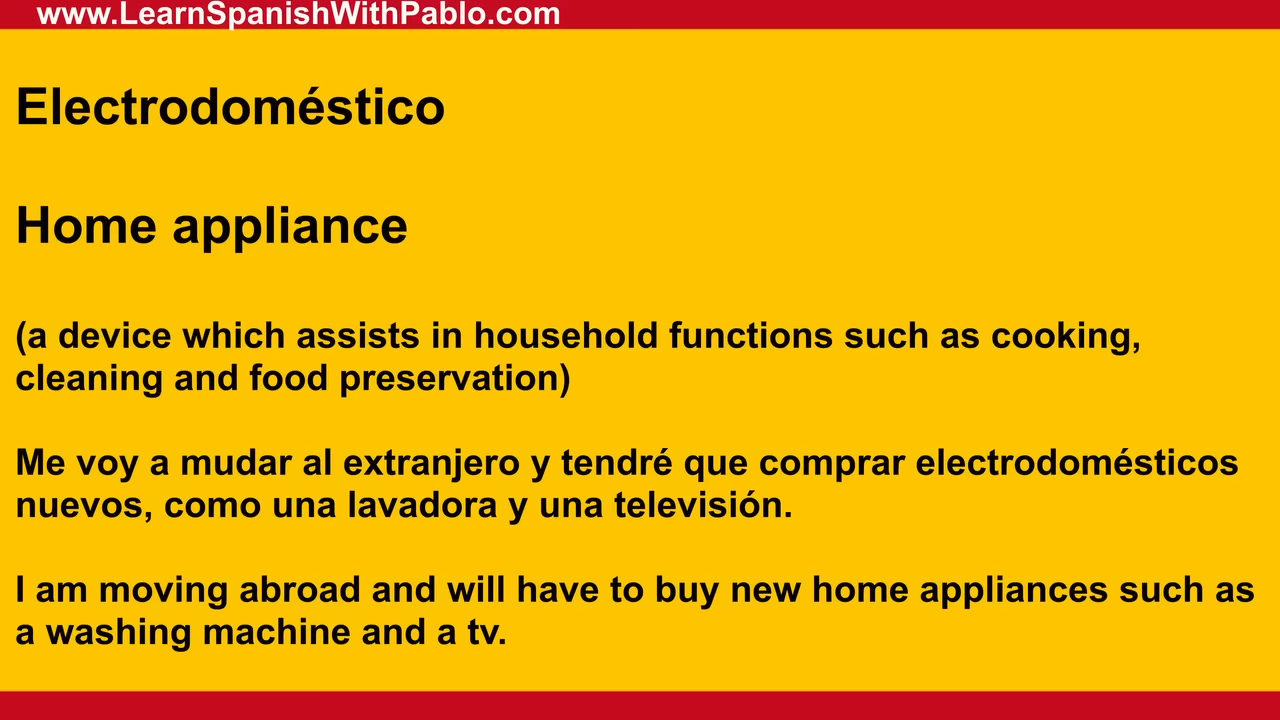 www.LearnSpanishWithPablo.com
Electrodoméstico
Home appliance
(a device which assists in household functions such as cooking,
cleaning and food preservation)
Me voy a mudar al extranjero y tendré que comprar electrodomésticos
nuevos, como una lavadora y una televisión.
I am moving abroad and will have to buy new home appliances such as
a washing machine and a tv.